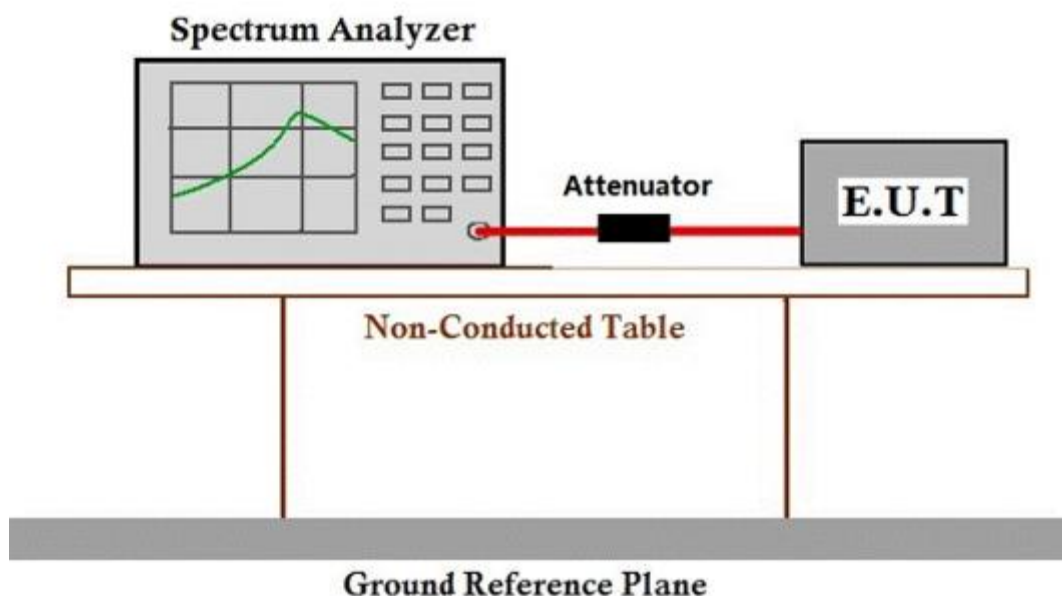 Spectrum Analyzer
Attenuator
E.U.T
Non-Conducted Table
Ground Reference Plane